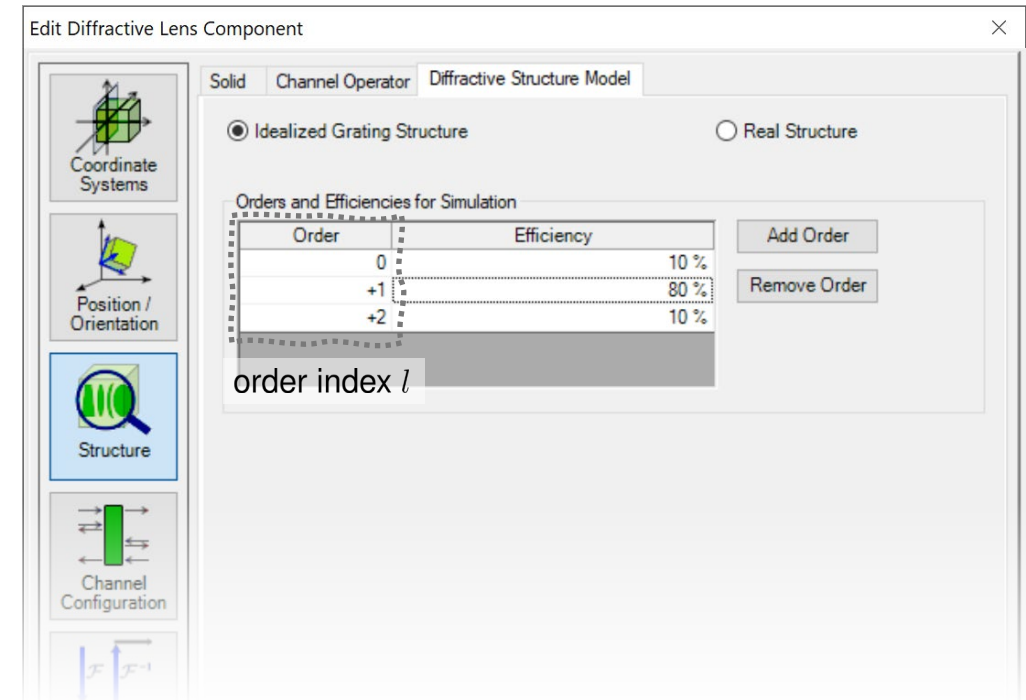 Edit Diffractive Lens Component
Solid
Channel Operator
Diffractive Structure Model
Idealized Grating Structure
Real Structure
Orders and Efficiencies for Simulation
Order
Efficiency
0
10 %
+1
80 %
+2
10 %
Add Order
Remove Order
order index l
Coordinate
Systems
Position /
Orientation
Structure
Channel
Configuration
ℱ
ℱ⁻¹